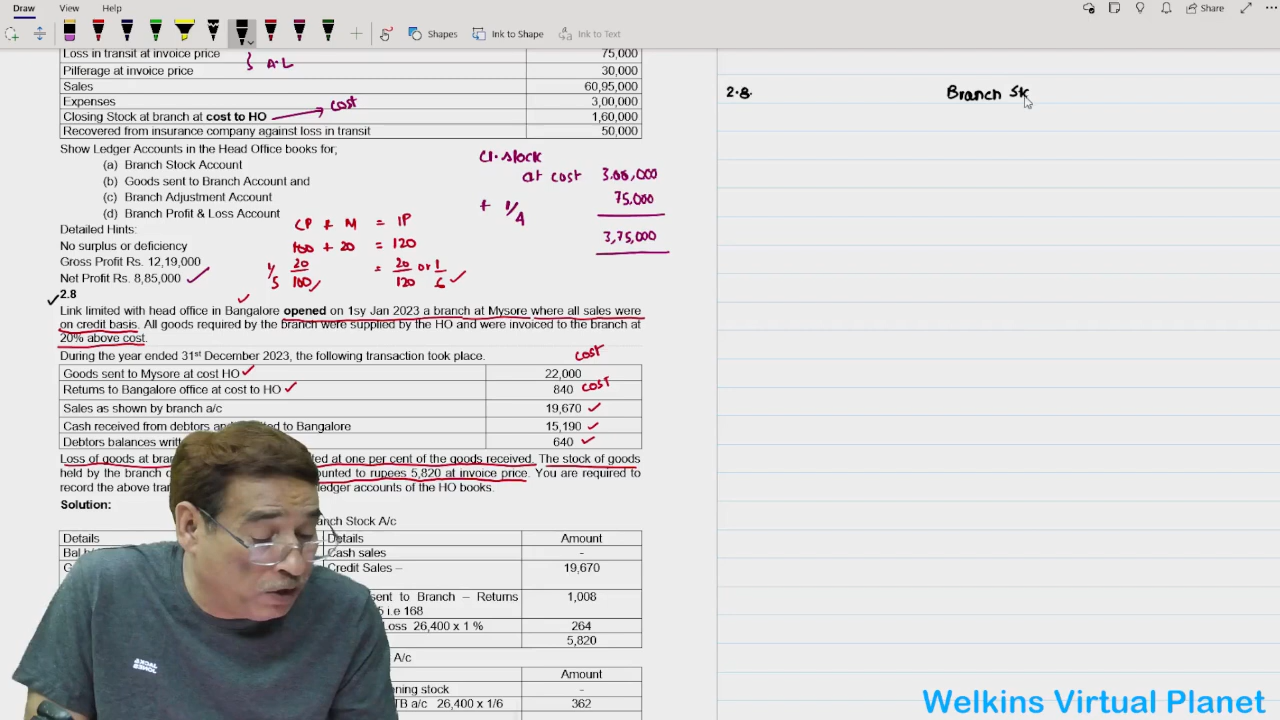 Draw View Help
Share
Shapes Ink to Shape Ink to Text
Loss in transit at invoice price 75,000
} A.L
Pilferage at invoice price 30,000
Sales 60,95,000
Expenses 3,00,000
cost
Closing Stock at branch at cost to HO 1,60,000
Recovered from insurance company against loss in transit 50,000
Show Ledger Accounts in the Head Office books for;
(a) Branch Stock Account
(b) Goods sent to Branch Account and
(c) Branch Adjustment Account
(d) Branch Profit & Loss Account
Cl. stock
at cost 3,00,000
+ 1/4 75,000
3,75,000
Detailed Hints:
No surplus or deficiency
Gross Profit Rs. 12,19,000
Net Profit Rs. 8,85,000
CP + M = IP
100 + 20 = 120
1/5 20/100 = 20/120 or 1/6
2.8
Link limited with head office in Bangalore opened on 1sy Jan 2023 a branch at Mysore where all sales were
on credit basis. All goods required by the branch were supplied by the HO and were invoiced to the branch at
20% above cost.
During the year ended 31st December 2023, the following transaction took place.
cost
Goods sent to Mysore at cost HO 22,000
Returns to Bangalore office at cost to HO 840 cost
Sales as shown by branch a/c 19,670
Cash received from debtors and to Bangalore 15,190
Debtors balances 640
Loss of goods at at one per cent of the goods received. The stock of goods
held by the branch to rupees 5,820 at invoice price. You are required to
record the above ledger accounts of the HO books.
Solution:
Stock A/c
Details Details Amount
Cash sales -
Credit Sales – 19,670
to Branch – Returns 1,008
i.e 168
26,400 x 1 % 264
5,820
A/c
Amount
stock -
a/c 26,400 x 1/6 362
2.8. Branch St
Welkins Virtual Planet